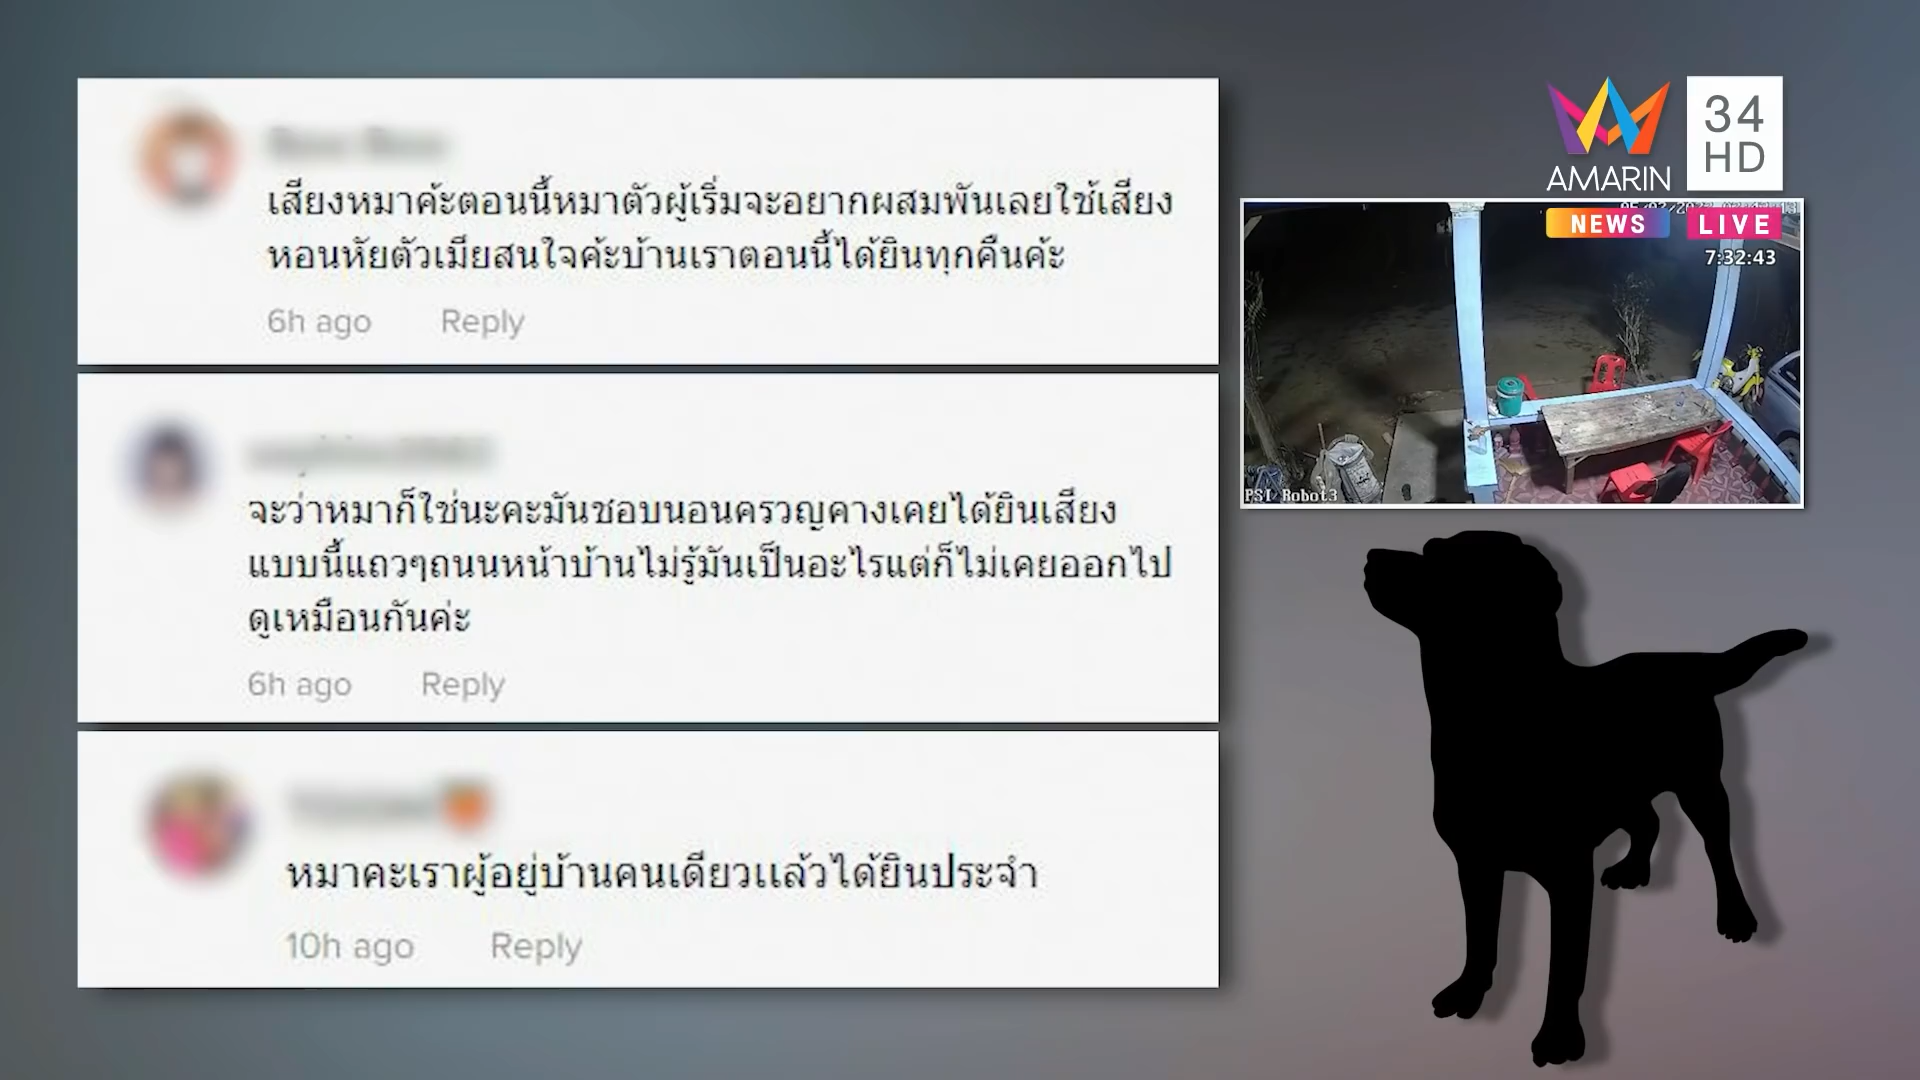 เสียงหมาค้ะตอนนี้หมาตัวผู้เริ่มจะอยากผสมพันเลยใช้เสียง
หอนหัยตัวเมียสนใจค้ะบ้านเราตอนนี้ได้ยินทุกคืนค้ะ
6h ago Reply
จะว่าหมาก็ใช่นะคะมันชอบนอนครวญคางเคยได้ยินเสียง
แบบนี้แถวๆถนนหน้าบ้านไม่รู้มันเป็นอะไรแต่ก็ไม่เคยออกไป
ดูเหมือนกันค่ะ
6h ago Reply
หมาคะเราผู้อยู่บ้านคนเดียวแล้วได้ยินประจำ
10h ago Reply
AMARIN
34
HD
NEWS LIVE
7:32:43
PSI Robot3